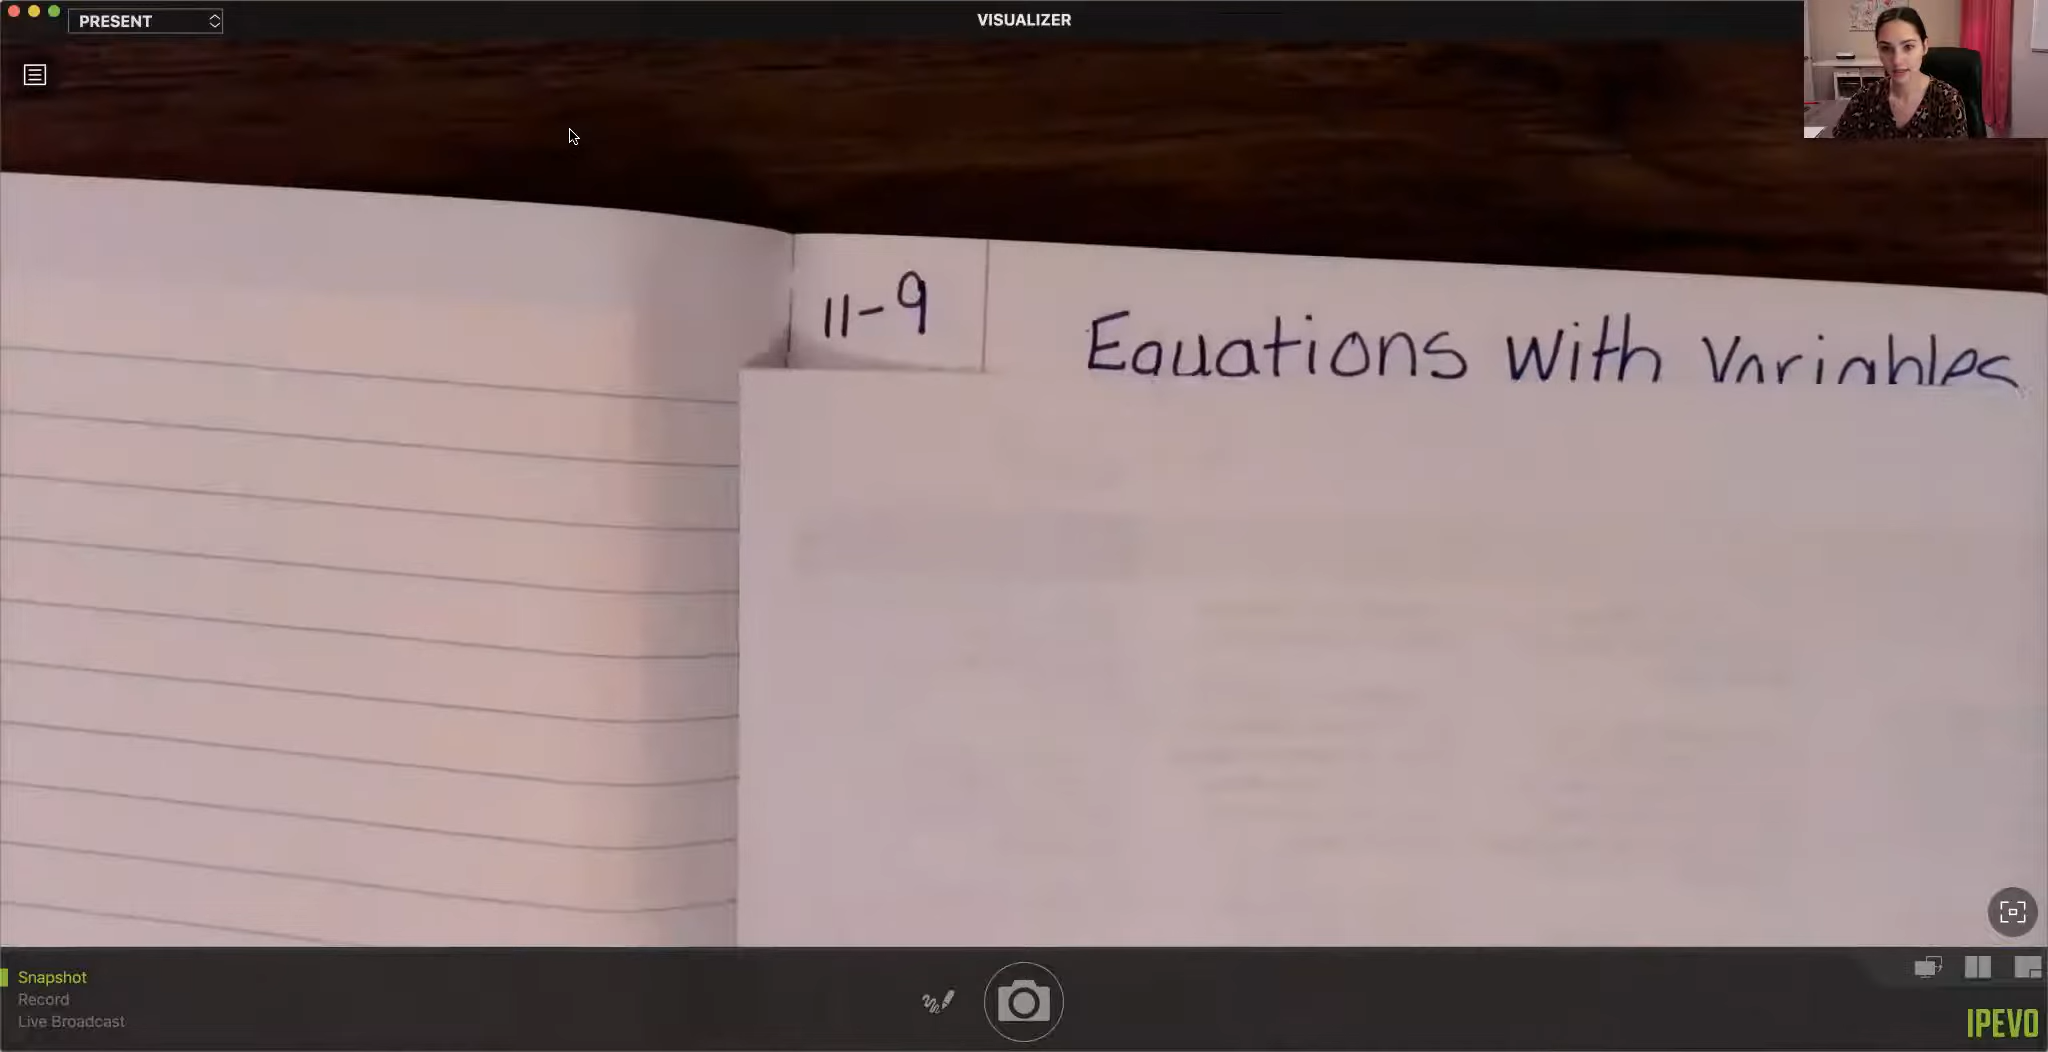 PRESENT
VISUALIZER
11-9
Equations With Variables
Snapshot
Record
Live Broadcast
IPEVO